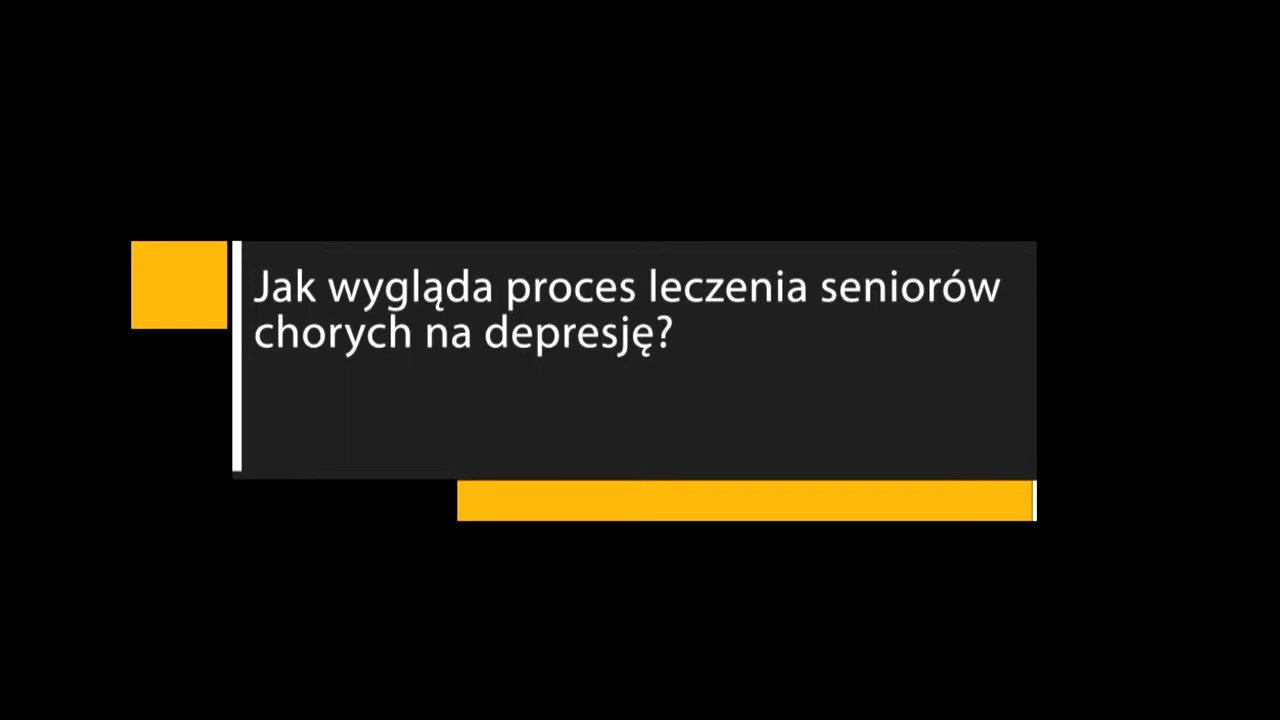 Jak wygląda proces leczenia seniorów
chorych na depresję?